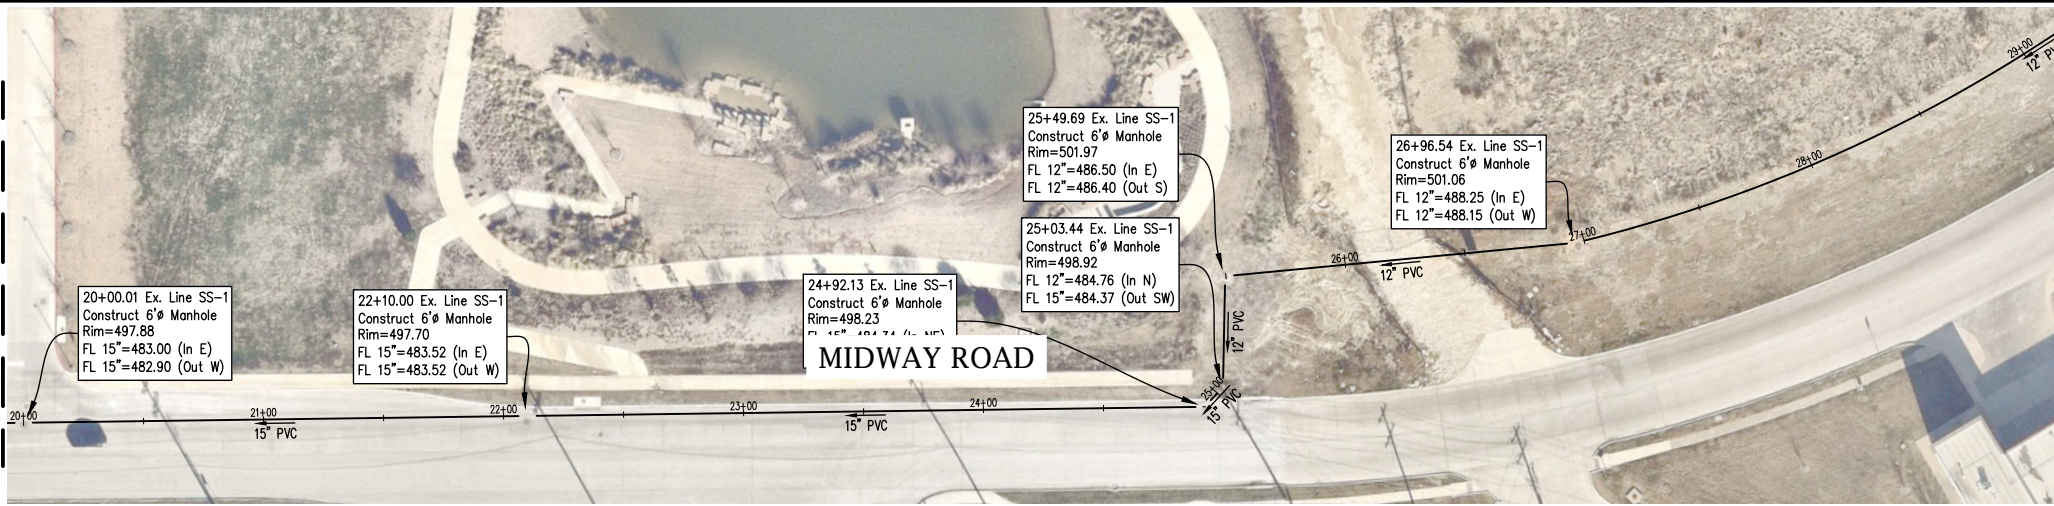 20+00.01 Ex. Line SS-1
Construct 6'ø Manhole
Rim=497.88
FL 15"=483.00 (In E)
FL 15"=482.90 (Out W)
22+10.00 Ex. Line SS-1
Construct 6'ø Manhole
Rim=497.70
FL 15"=483.52 (In E)
FL 15"=483.52 (Out W)
24+92.13 Ex. Line SS-1
Construct 6'ø Manhole
Rim=498.23
25+49.69 Ex. Line SS-1
Construct 6'ø Manhole
Rim=501.97
FL 12"=486.50 (In E)
FL 12"=486.40 (Out S)
25+03.44 Ex. Line SS-1
Construct 6'ø Manhole
Rim=498.92
FL 12"=484.76 (In N)
FL 15"=484.37 (Out SW)
26+96.54 Ex. Line SS-1
Construct 6'ø Manhole
Rim=501.06
FL 12"=488.25 (In E)
FL 12"=488.15 (Out W)
MIDWAY ROAD
20+00
21+00
22+00
23+00
24+00
25+00
26+00
27+00
28+00
29+00
15" PVC
15" PVC
15" PVC
12" PVC
12" PVC
12"